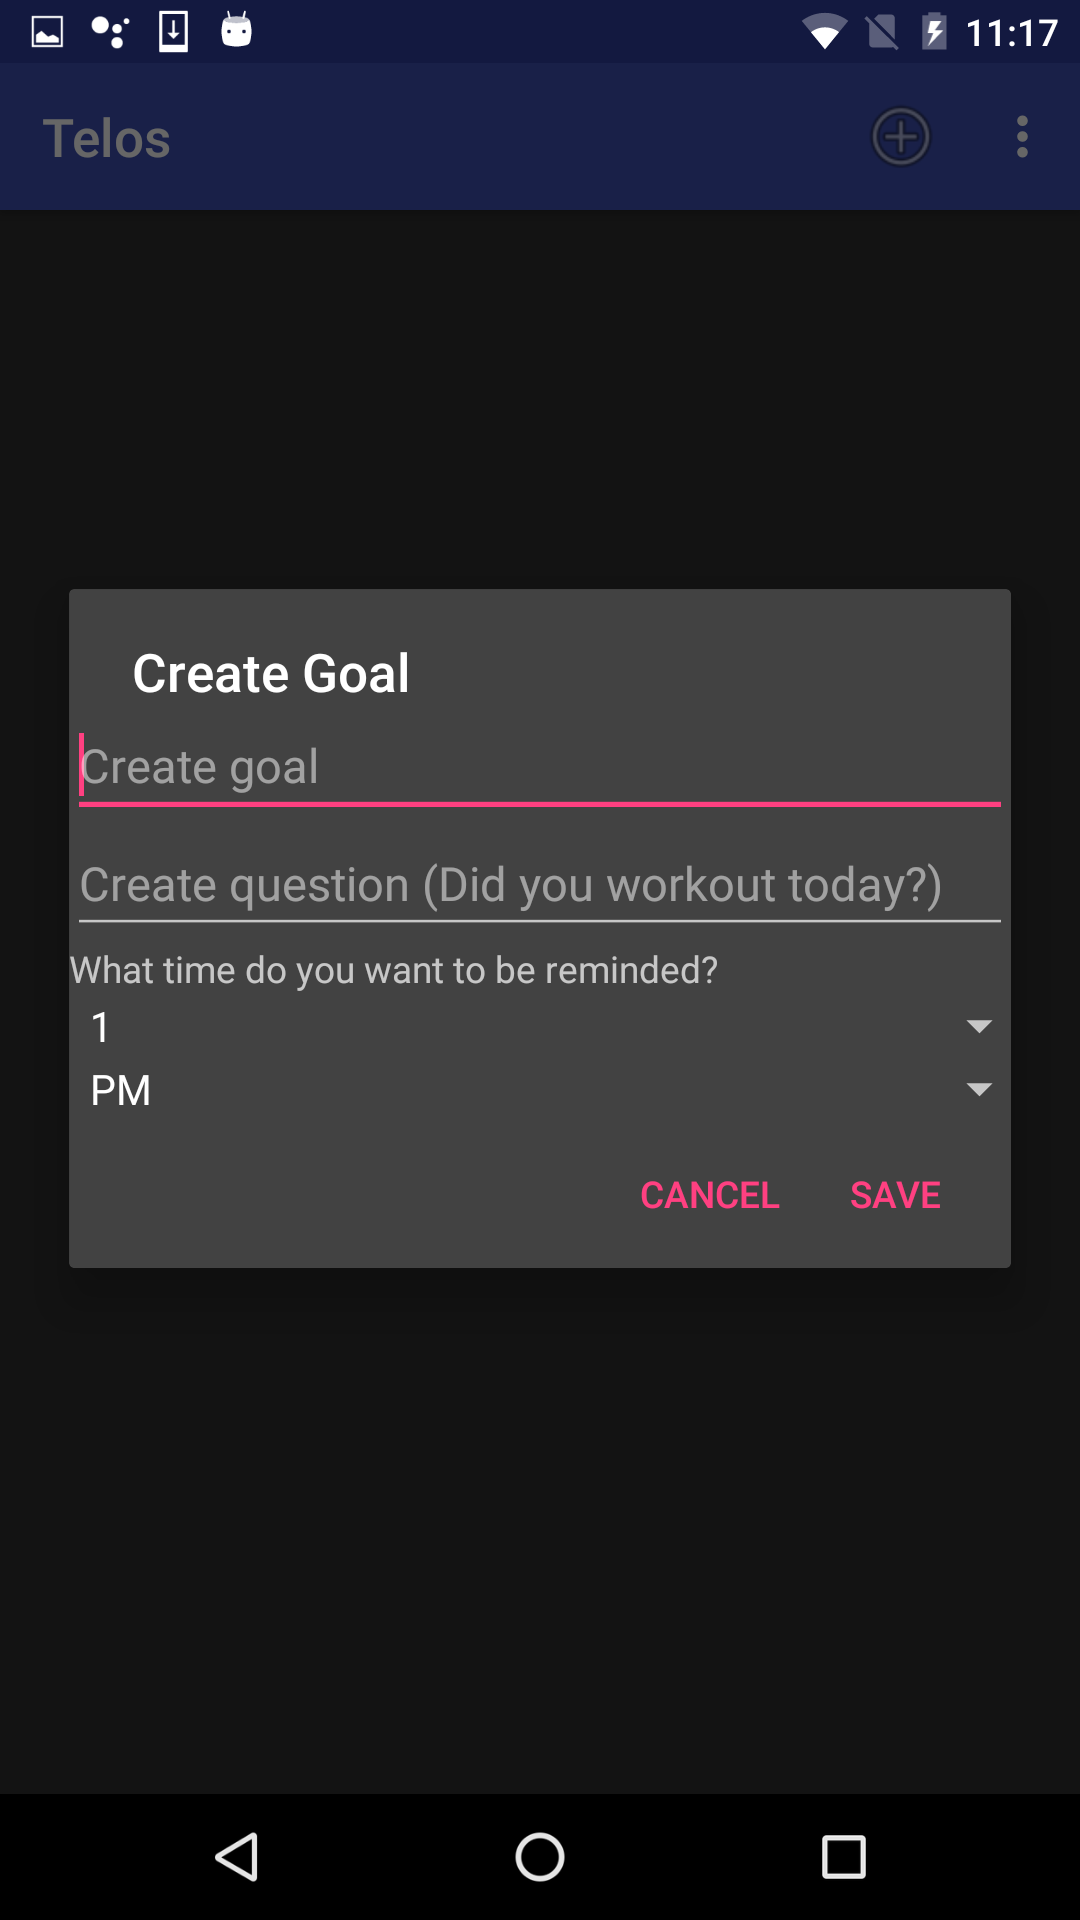 11:17
Telos
Create Goal
Create goal
Create question (Did you workout today?)
What time do you want to be reminded?
1
PM
CANCEL SAVE